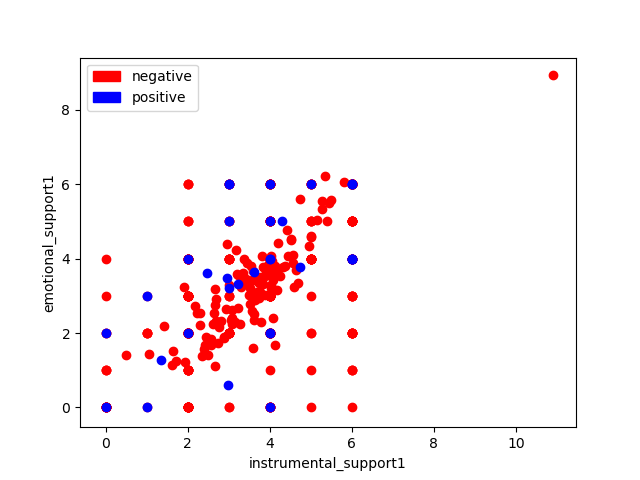 negative
positive
emotional_support1
8
6
4
2
0
0 2 4 6 8 10
instrumental_support1